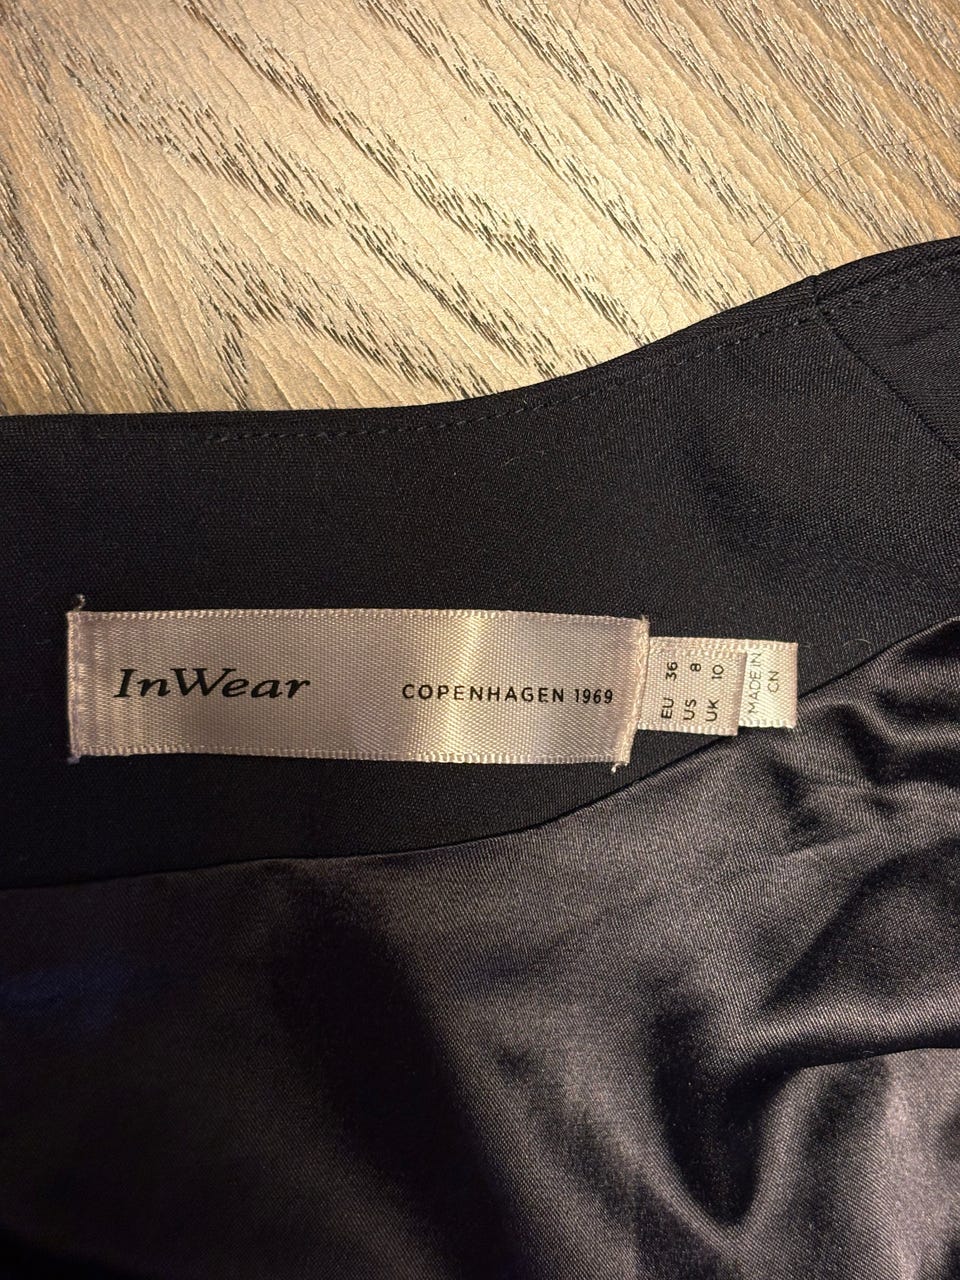 InWear
COPENHAGEN 1969
EU 36
US 8
UK 10
MADE IN
CN